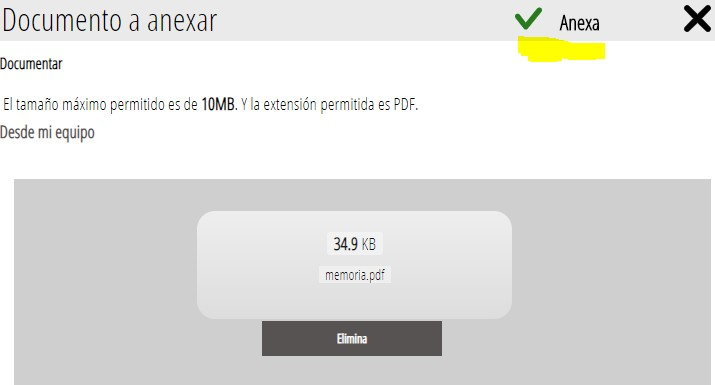 Documento a anexar
Anexa
Documentar
El tamaño máximo permitido es de 10MB. Y la extensión permitida es PDF.
Desde mi equipo
34.9 KB
memoria.pdf
Elimina